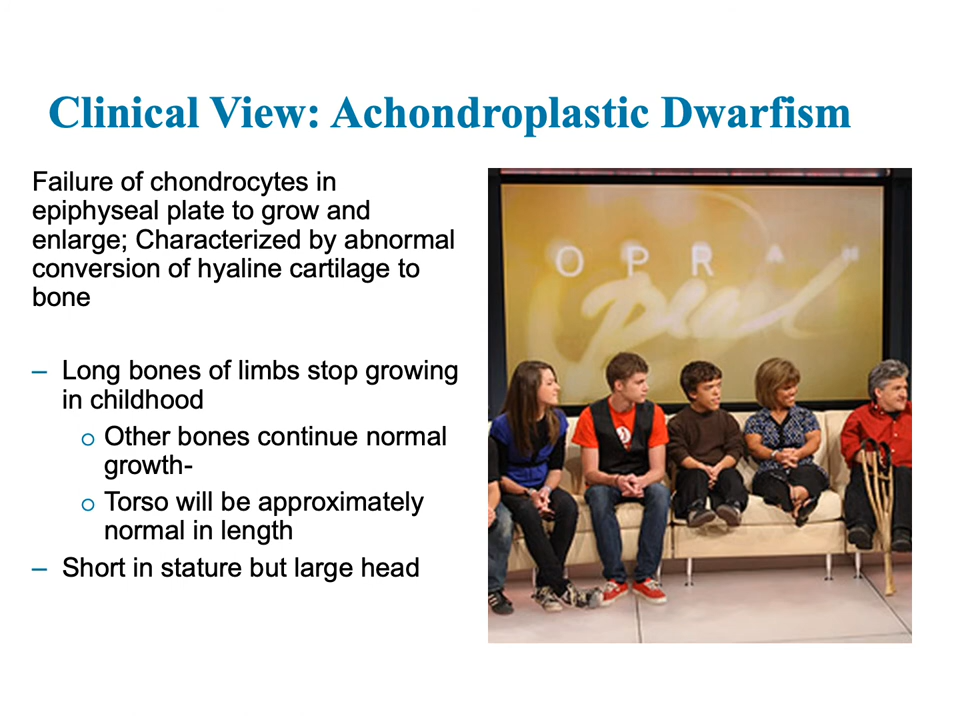 Clinical View: Achondroplastic Dwarfism
Failure of chondrocytes in
epiphyseal plate to grow and
enlarge; Characterized by abnormal
conversion of hyaline cartilage to
bone
– Long bones of limbs stop growing
in childhood
o Other bones continue normal
growth-
o Torso will be approximately
normal in length
– Short in stature but large head
O P R A H